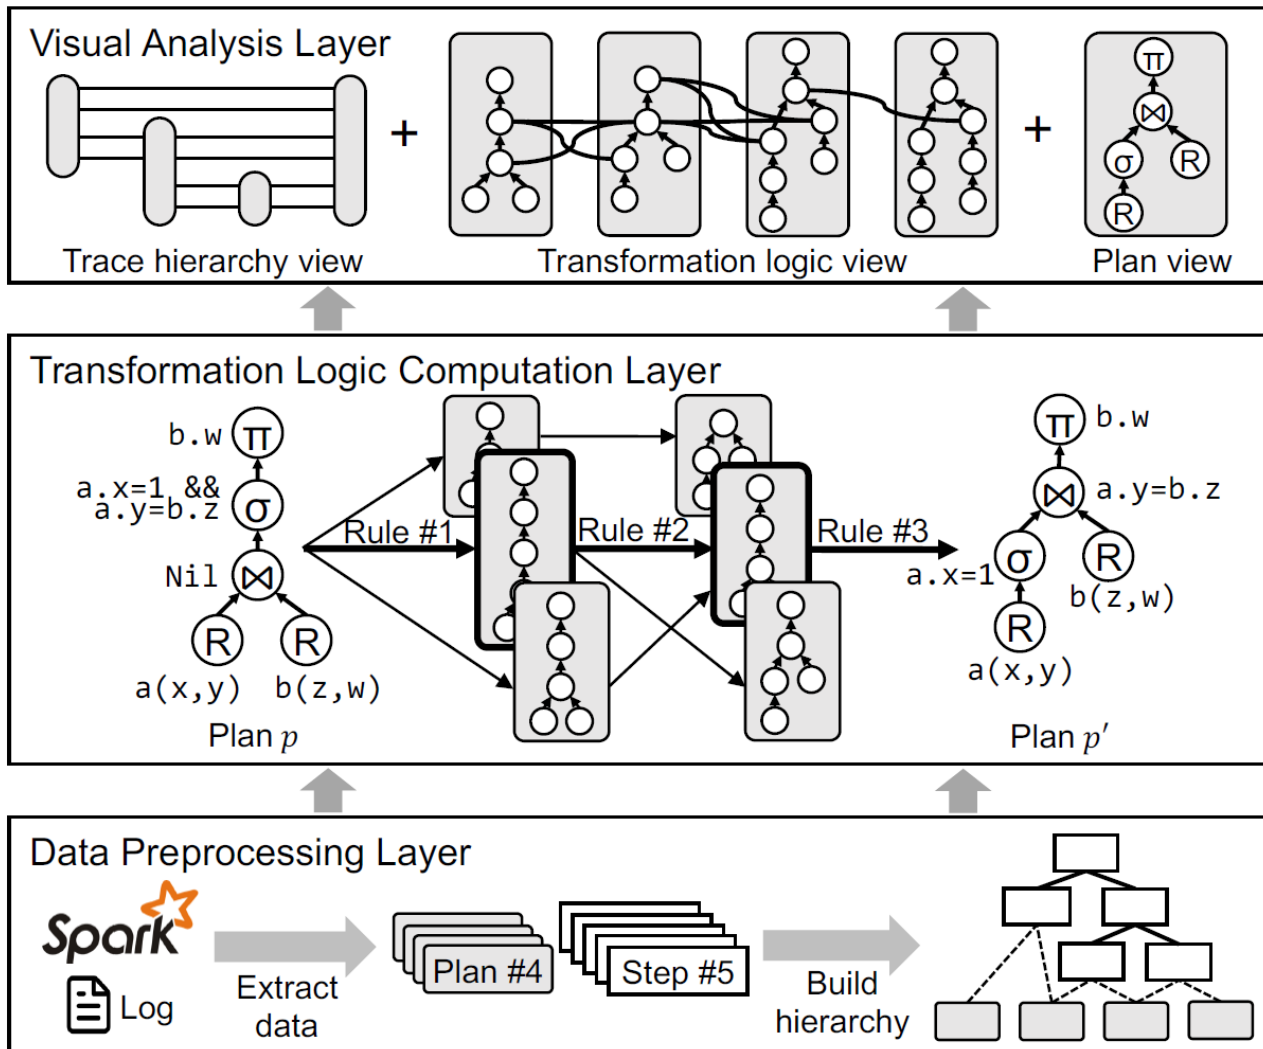 Visual Analysis Layer
+
+
π
⋈
σ
R
R
Trace hierarchy view
Transformation logic view
Plan view
Transformation Logic Computation Layer
b.w
π
a.x=1 &&
a.y=b.z
σ
Nil
⋈
R
R
a(x,y)
b(z,w)
Plan p
Rule #1
Rule #2
Rule #3
π
b.w
⋈
a.y=b.z
σ
a.x=1
R
b(z,w)
R
a(x,y)
Plan p′
Data Preprocessing Layer
Spark
Log
Extract
data
Plan #4
Step #5
Build
hierarchy